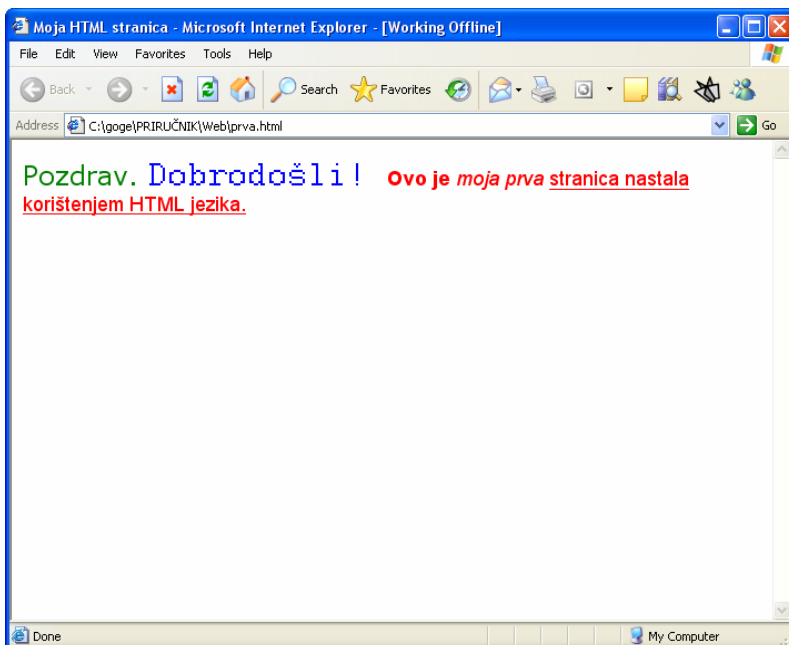 Moja HTML stranica - Microsoft Internet Explorer - [Working Offline]
File Edit View Favorites Tools Help
Back Search Favorites
Address C:\goge\PRIRUČNIK\Web\prva.html Go
Pozdrav. Dobrodošli! Ovo je moja prva stranica nastala
korištenjem HTML jezika.
Done My Computer